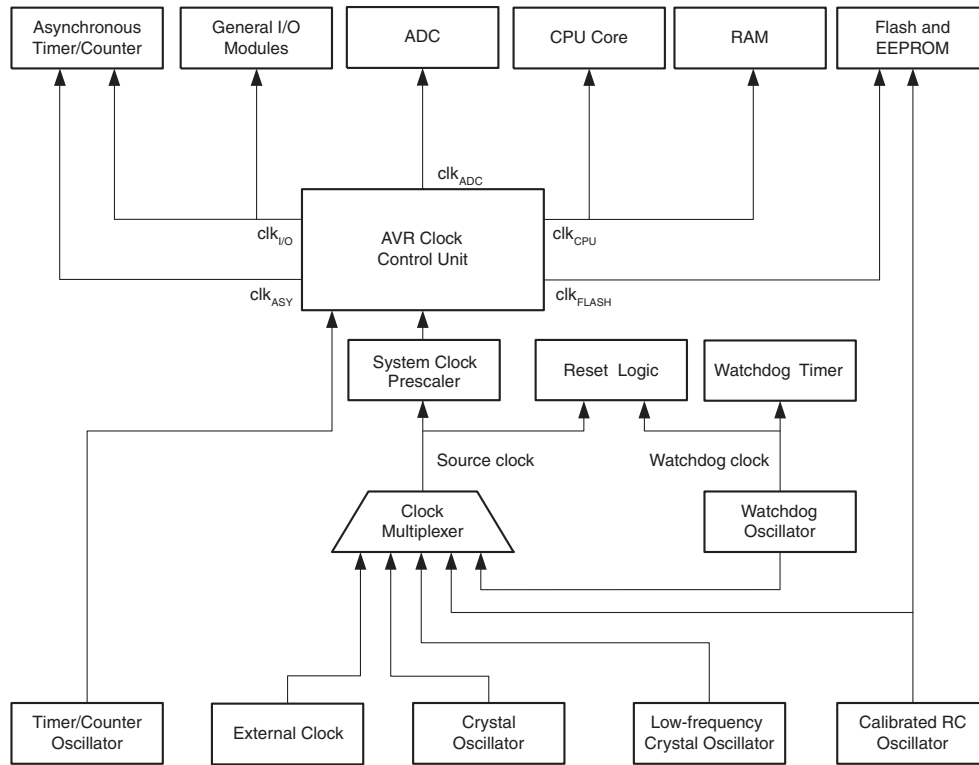 Asynchronous
Timer/Counter
General I/O
Modules
ADC
CPU Core
RAM
Flash and
EEPROM
clkADC
clkI/O
AVR Clock
Control Unit
clkCPU
clkASY
clkFLASH
System Clock
Prescaler
Reset Logic
Watchdog Timer
Source clock
Watchdog clock
Clock
Multiplexer
Watchdog
Oscillator
Timer/Counter
Oscillator
External Clock
Crystal
Oscillator
Low-frequency
Crystal Oscillator
Calibrated RC
Oscillator